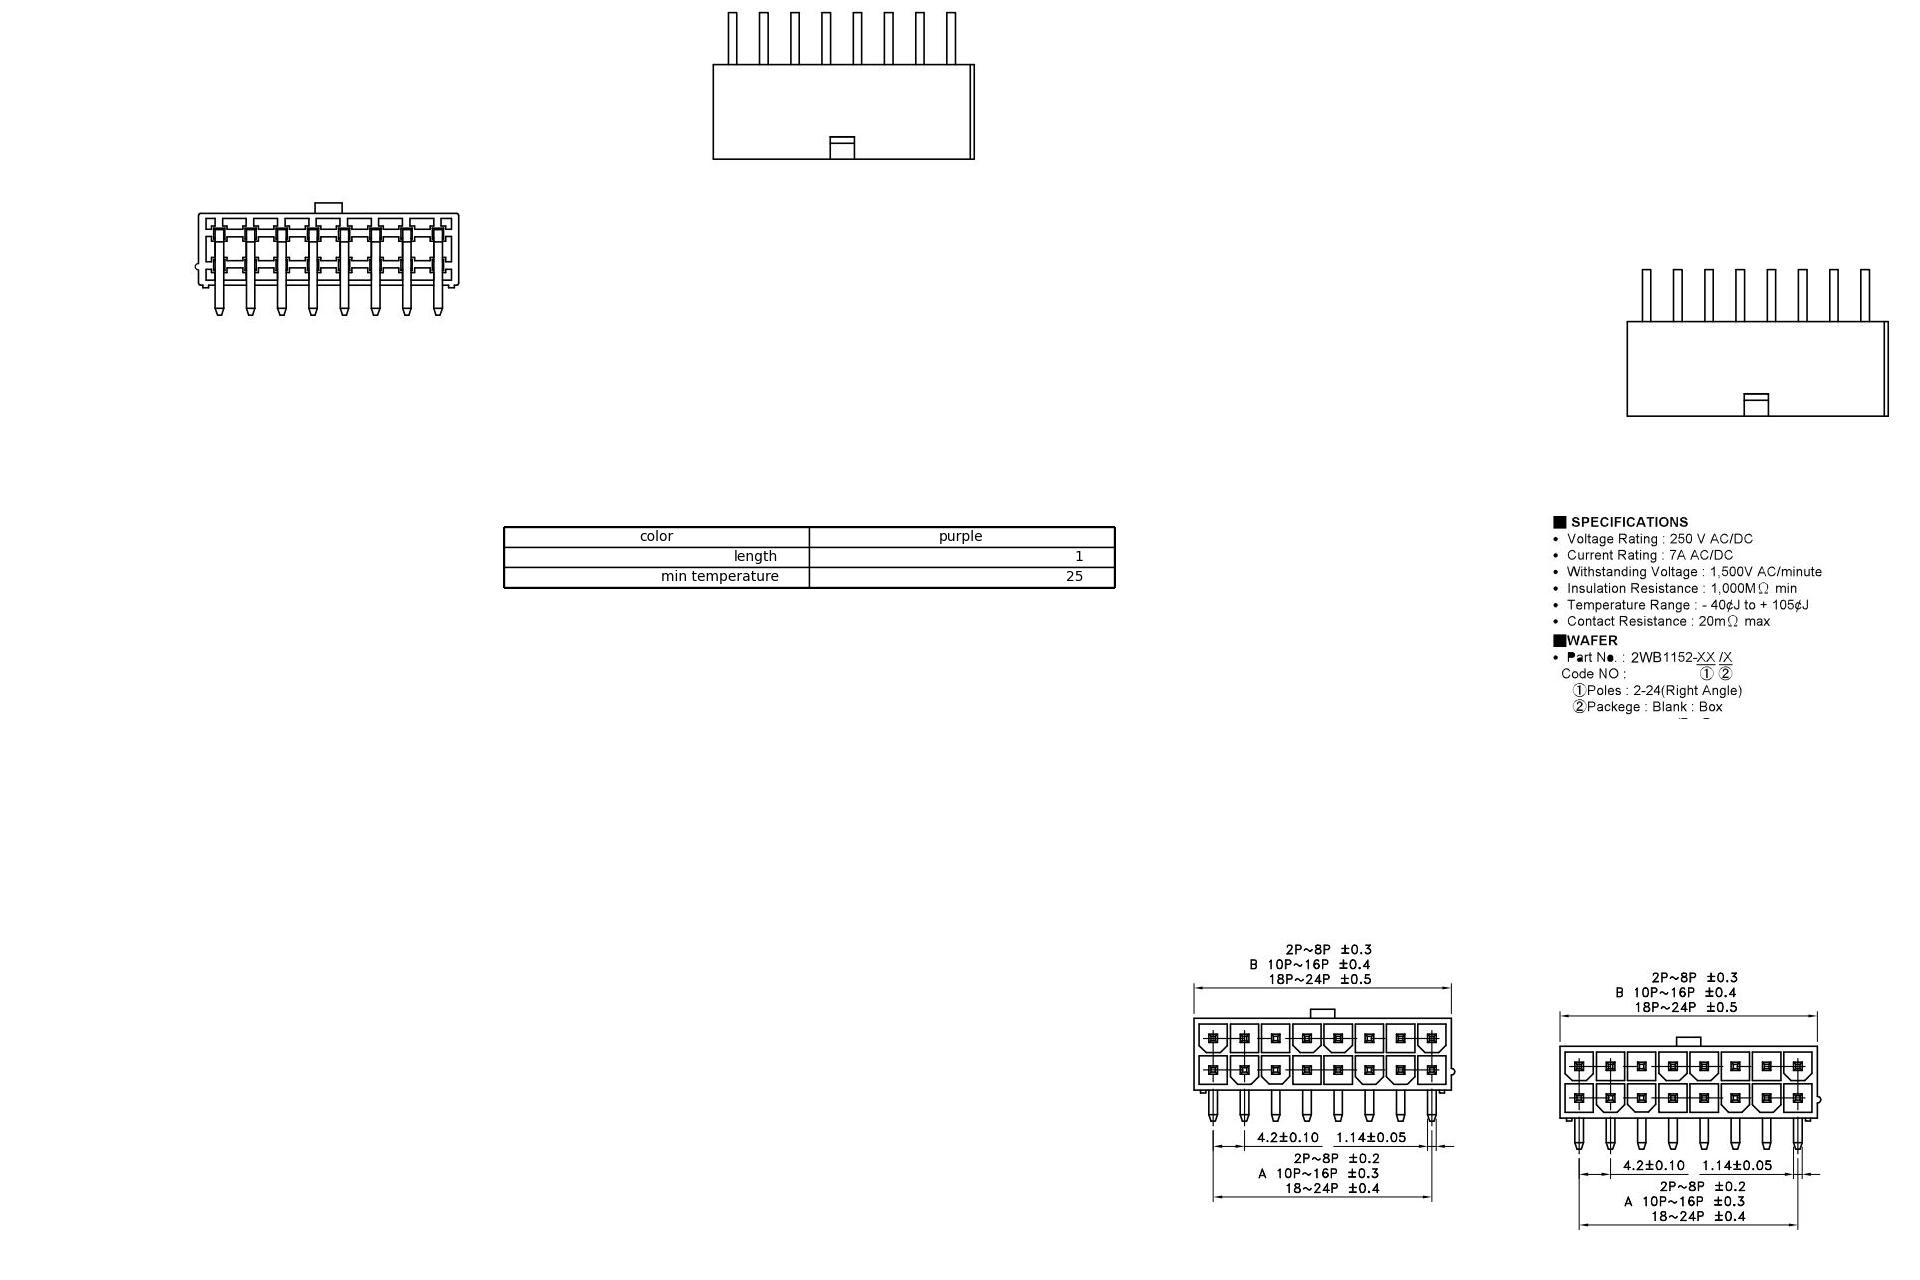 color purple
length 1
min temperature 25
■ SPECIFICATIONS
• Voltage Rating : 250 V AC/DC
• Current Rating : 7A AC/DC
• Withstanding Voltage : 1,500V AC/minute
• Insulation Resistance : 1,000MΩ min
• Temperature Range : - 40¢J to + 105¢J
• Contact Resistance : 20mΩ max
■WAFER
• Part No. : 2WB1152-XX /X
Code NO : ① ②
①Poles : 2-24(Right Angle)
②Packege : Blank : Box
2P~8P ±0.3
B 10P~16P ±0.4
18P~24P ±0.5
4.2±0.10 1.14±0.05
2P~8P ±0.2
A 10P~16P ±0.3
18~24P ±0.4
2P~8P ±0.3
B 10P~16P ±0.4
18P~24P ±0.5
4.2±0.10 1.14±0.05
2P~8P ±0.2
A 10P~16P ±0.3
18~24P ±0.4